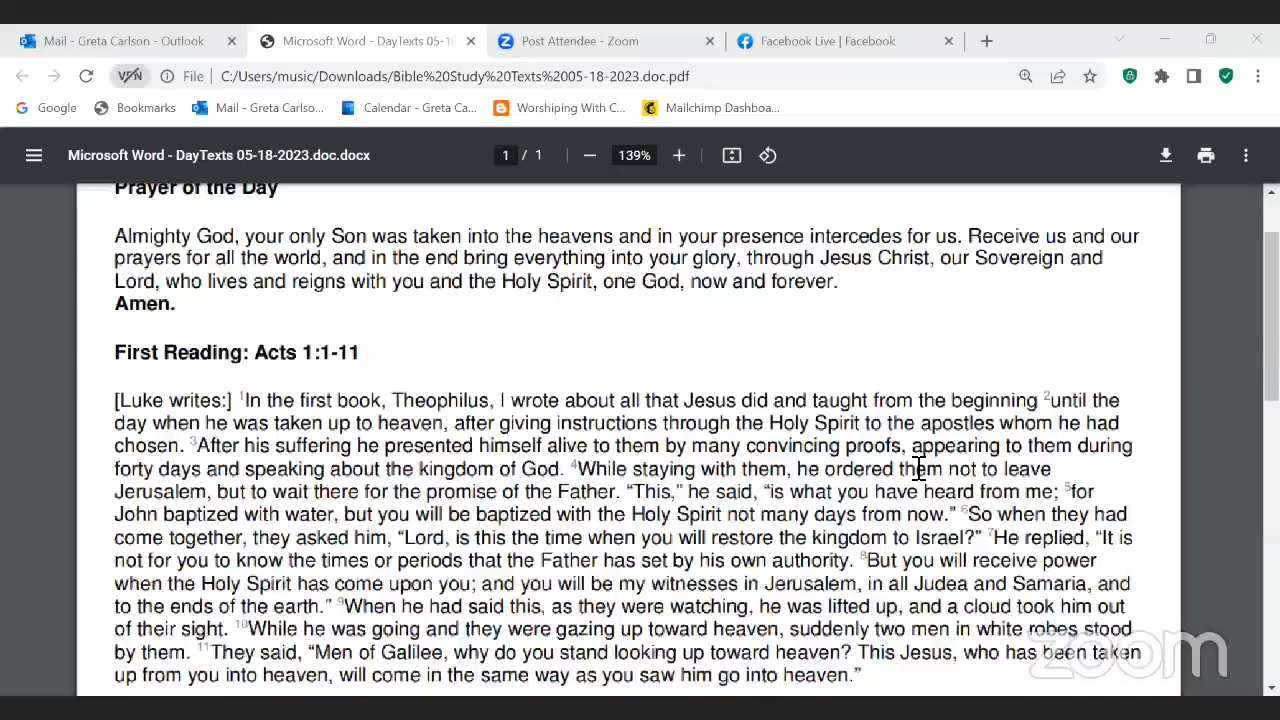 Mail - Greta Carlson - Outlook
Microsoft Word - DayTexts 05-1
Post Attendee - Zoom
Facebook Live | Facebook
VPN
File
C:/Users/music/Downloads/Bible%20Study%20Texts%2005-18-2023.doc.pdf
Google
Bookmarks
Mail - Greta Carlso...
Calendar - Greta Ca...
Worshiping With C...
Mailchimp Dashboa...
Microsoft Word - DayTexts 05-18-2023.doc.docx
1 / 1
139%
Prayer of the Day
Almighty God, your only Son was taken into the heavens and in your presence intercedes for us. Receive us and our
prayers for all the world, and in the end bring everything into your glory, through Jesus Christ, our Sovereign and
Lord, who lives and reigns with you and the Holy Spirit, one God, now and forever.
Amen.
First Reading: Acts 1:1-11
[Luke writes:] 1In the first book, Theophilus, I wrote about all that Jesus did and taught from the beginning 2until the
day when he was taken up to heaven, after giving instructions through the Holy Spirit to the apostles whom he had
chosen. 3After his suffering he presented himself alive to them by many convincing proofs, appearing to them during
forty days and speaking about the kingdom of God. 4While staying with them, he ordered them not to leave
Jerusalem, but to wait there for the promise of the Father. “This,” he said, “is what you have heard from me; 5for
John baptized with water, but you will be baptized with the Holy Spirit not many days from now.” 6So when they had
come together, they asked him, “Lord, is this the time when you will restore the kingdom to Israel?” 7He replied, “It is
not for you to know the times or periods that the Father has set by his own authority. 8But you will receive power
when the Holy Spirit has come upon you; and you will be my witnesses in Jerusalem, in all Judea and Samaria, and
to the ends of the earth.” 9When he had said this, as they were watching, he was lifted up, and a cloud took him out
of their sight. 10While he was going and they were gazing up toward heaven, suddenly two men in white robes stood
by them. 11They said, “Men of Galilee, why do you stand looking up toward heaven? This Jesus, who has been taken
up from you into heaven, will come in the same way as you saw him go into heaven.”
zoom